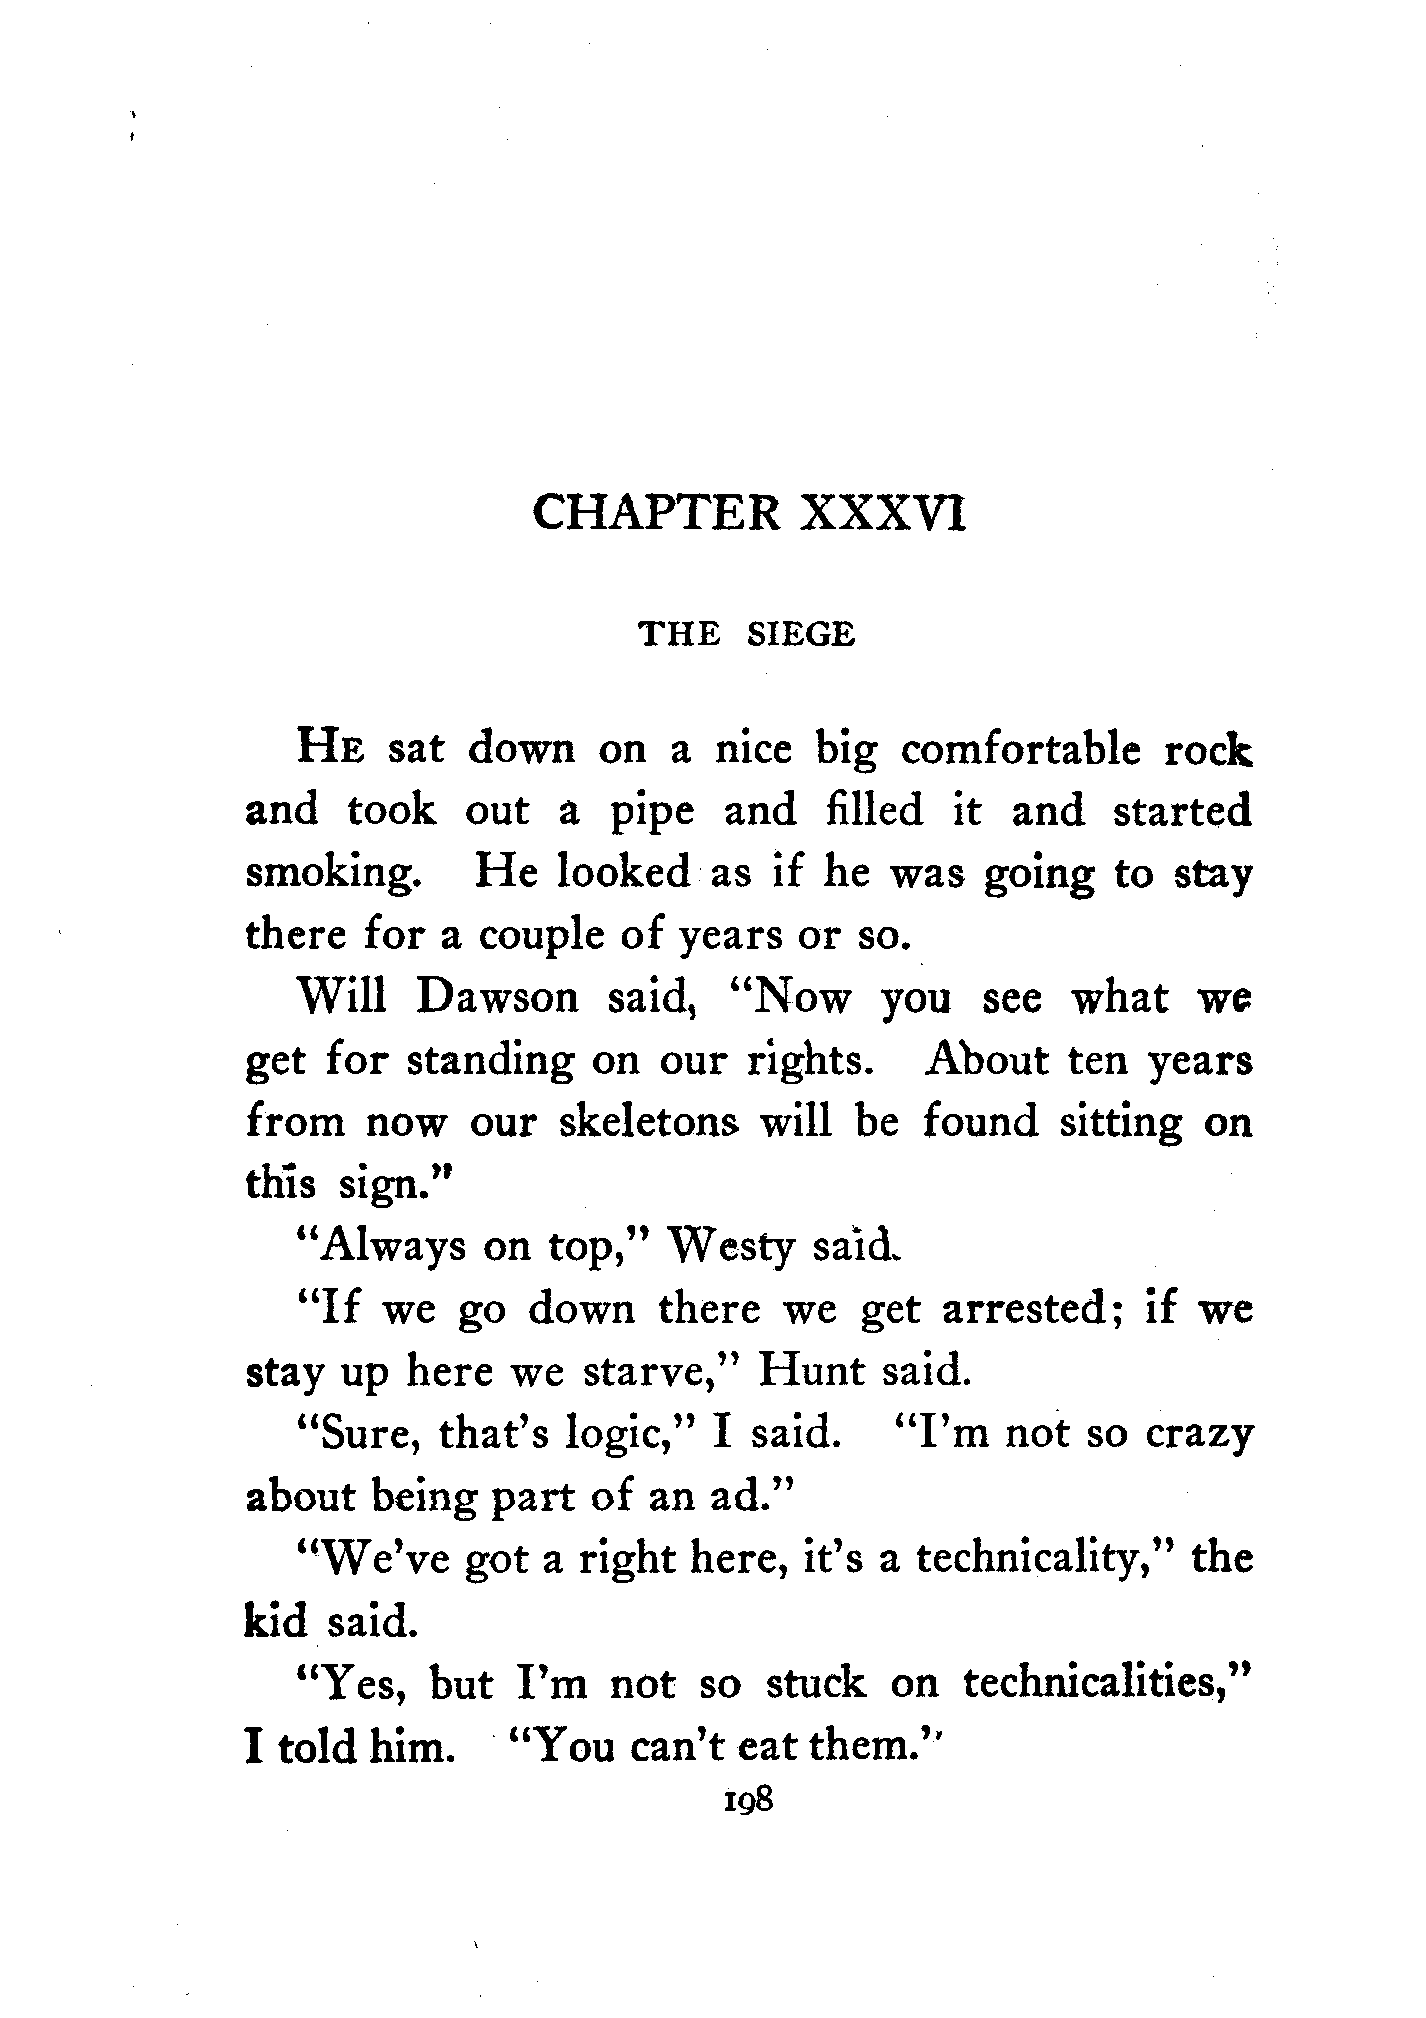 CHAPTER XXXVI
THE SIEGE
HE sat down on a nice big comfortable rock
and took out a pipe and filled it and started
smoking. He looked as if he was going to stay
there for a couple of years or so.
Will Dawson said, “Now you see what we
get for standing on our rights. About ten years
from now our skeletons will be found sitting on
this sign.”
“Always on top,” Westy said.
“If we go down there we get arrested; if we
stay up here we starve,” Hunt said.
“Sure, that’s logic,” I said. “I’m not so crazy
about being part of an ad.”
“We’ve got a right here, it’s a technicality,” the
kid said.
“Yes, but I’m not so stuck on technicalities,”
I told him. “You can’t eat them.”
198